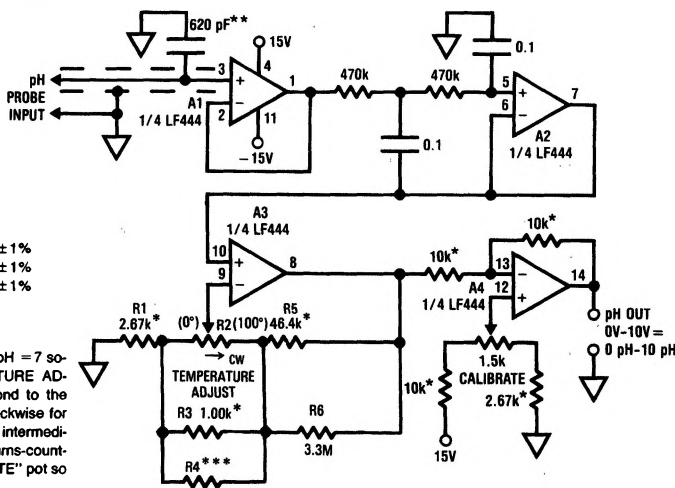 620 pF**
15V
pH
PROBE
INPUT
3
+
4
1
A1
2
−
1/4 LF444
11
−15V
470k
470k
0.1
0.1
5
+
6
−
7
A2
1/4 LF444
A3
1/4 LF444
10
+
9
−
8
10k*
10k*
13
−
12
+
14
A4
1/4 LF444
pH OUT
0V-10V =
0 pH-10 pH
±1%
±1%
±1%
R1
2.67k*
(0°)
R2
(100°)
R5
46.4k*
→ CW
TEMPERATURE
ADJUST
R3 1.00k*
R4***
R6
3.3M
10k*
15V
1.5k
CALIBRATE
2.67k*
pH = 7 so-
TURE AD-
end to the
ckwise for
intermedi-
urns-count-
TE" pot so